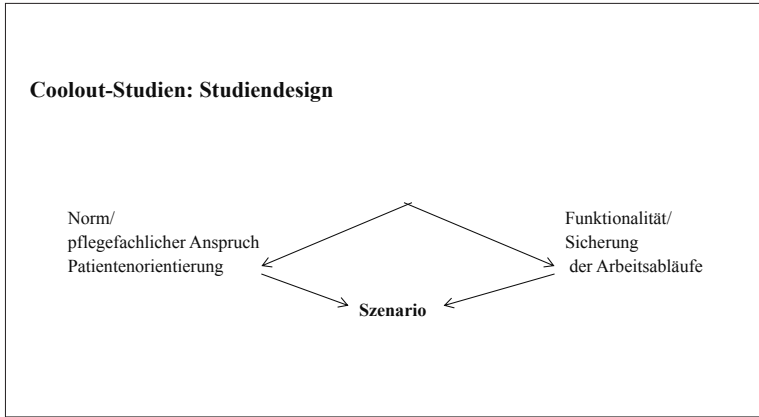 Coolout-Studien: Studiendesign
Norm/
pflegefachlicher Anspruch
Patientenorientierung
Funktionalität/
Sicherung
der Arbeitsabläufe
Szenario